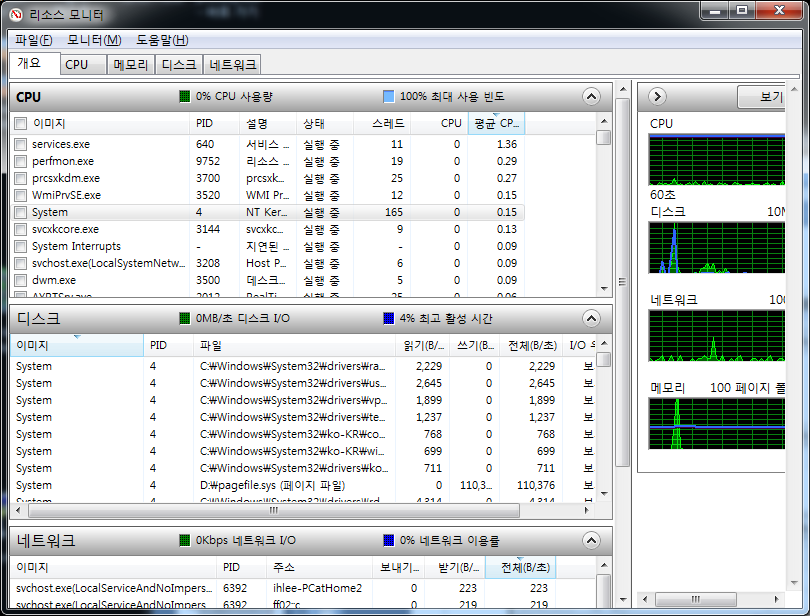 리소스 모니터
파일(F) 모니터(M) 도움말(H)
개요 CPU 메모리 디스크 네트워크
CPU 0% CPU 사용량 100% 최대 사용 빈도
이미지 PID 설명 상태 스레드 CPU 평균 CP...
services.exe 640 서비스 ... 실행 중 11 0 1.36
perfmon.exe 9752 리소스 ... 실행 중 19 0 0.29
prcsxkdm.exe 3700 prcsxk... 실행 중 25 0 0.27
WmiPrvSE.exe 3520 WMI Pr... 실행 중 12 0 0.15
System 4 NT Ker... 실행 중 165 0 0.15
svcxkcore.exe 3144 svcxkc... 실행 중 9 0 0.13
System Interrupts - 지연된 ... 실행 중 - 0 0.09
svchost.exe(LocalSystemNetw... 3208 Host P... 실행 중 6 0 0.09
dwm.exe 3500 데스크... 실행 중 5 0 0.09
디스크 0MB/초 디스크 I/O 4% 최고 활성 시간
이미지 PID 파일 읽기(B/... 쓰기(B... 전체(B/초) I/O
System 4 C:₩Windows₩System32₩drivers₩ra... 2,229 0 2,229 보
System 4 C:₩Windows₩System32₩drivers₩us... 2,645 0 2,645 보
System 4 C:₩Windows₩System32₩drivers₩vp... 1,899 0 1,899 보
System 4 C:₩Windows₩System32₩drivers₩te... 1,237 0 1,237 보
System 4 C:₩Windows₩System32₩ko-KR₩co... 768 0 768 보
System 4 C:₩Windows₩System32₩ko-KR₩wi... 699 0 699 보
System 4 C:₩Windows₩System32₩drivers₩ko... 711 0 711 보
System 4 D:₩pagefile.sys (페이지 파일) 0 110,3... 110,376 보
System 4 C:₩Windows₩System32₩drivers₩rd... 4,314 0 4,314
네트워크 0Kbps 네트워크 I/O 0% 네트워크 이용률
이미지 PID 주소 보내기... 받기(B/... 전체(B/초)
svchost.exe(LocalServiceAndNoImpers... 6392 ihlee-PCatHome2 0 223 223
svchost.exe(LocalServiceAndNoImpers... 6392 ff02::c 0 219 219
보기
CPU
60초
디스크 10M
네트워크 100
메모리 100 페이지 폴